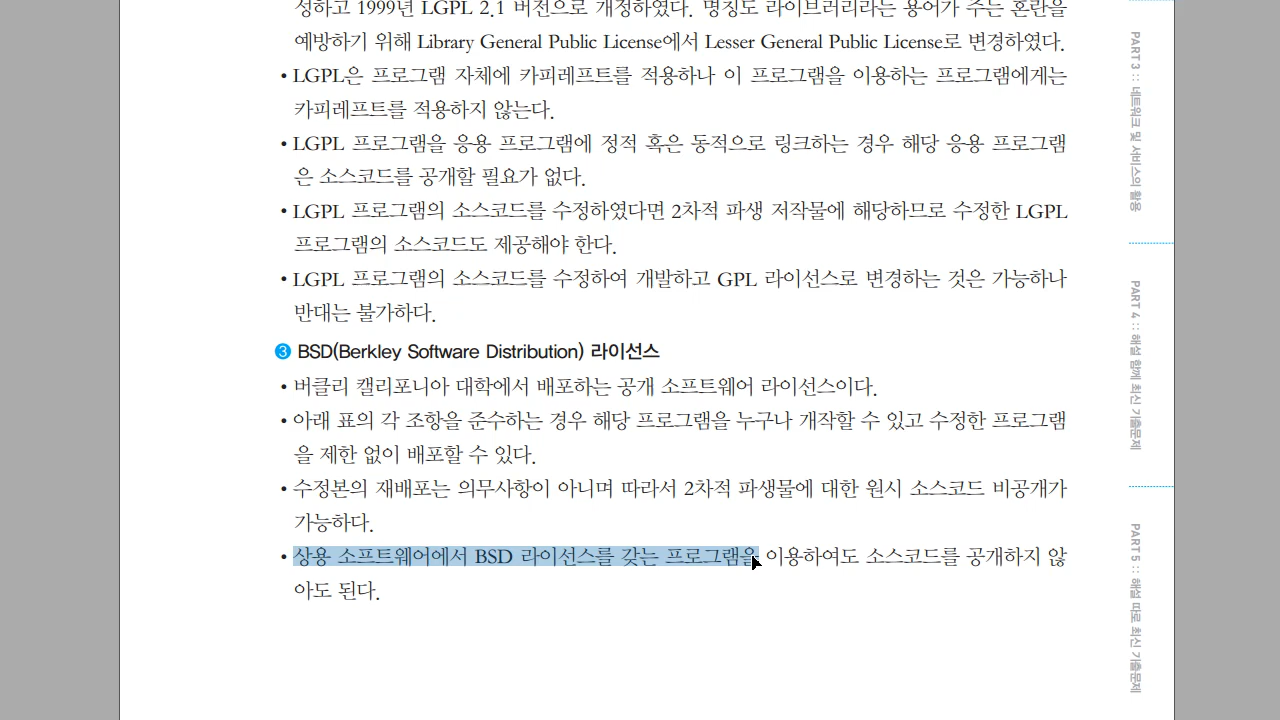 성하고 1999년 LGPL 2.1 버전으로 개정하였다. 명칭도 라이브러리라는 용어가 주는 혼란을
예방하기 위해 Library General Public License에서 Lesser General Public License로 변경하였다.
• LGPL은 프로그램 자체에 카피레프트를 적용하나 이 프로그램을 이용하는 프로그램에게는
카피레프트를 적용하지 않는다.
• LGPL 프로그램을 응용 프로그램에 정적 혹은 동적으로 링크하는 경우 해당 응용 프로그램
은 소스코드를 공개할 필요가 없다.
• LGPL 프로그램의 소스코드를 수정하였다면 2차적 파생 저작물에 해당하므로 수정한 LGPL
프로그램의 소스코드도 제공해야 한다.
• LGPL 프로그램의 소스코드를 수정하여 개발하고 GPL 라이선스로 변경하는 것은 가능하나
반대는 불가하다.
❸ BSD(Berkley Software Distribution) 라이선스
• 버클리 캘리포니아 대학에서 배포하는 공개 소프트웨어 라이선스이다.
• 아래 표의 각 조항을 준수하는 경우 해당 프로그램을 누구나 개작할 수 있고 수정한 프로그램
을 제한 없이 배포할 수 있다.
• 수정본의 재배포는 의무사항이 아니며 따라서 2차적 파생물에 대한 원시 소스코드 비공개가
가능하다.
• 상용 소프트웨어에서 BSD 라이선스를 갖는 프로그램을 이용하여도 소스코드를 공개하지 않
아도 된다.
PART 3 :: 네트워크 및 서비스의 활용
PART 4 :: 해설 함께 최신 기출문제
PART 5 :: 해설 따로 최신 기출문제